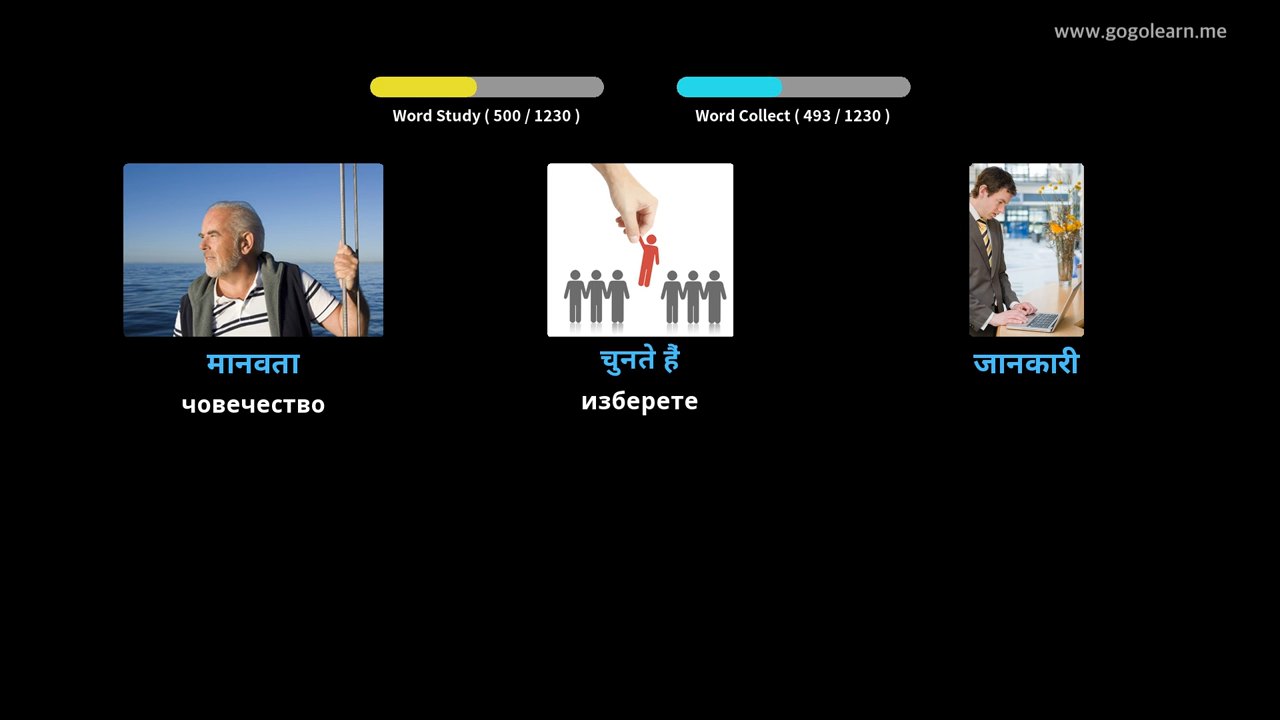 www.gogolearn.me
Word Study ( 500 / 1230 )
Word Collect ( 493 / 1230 )
मानवता
човечество
चुनते हैं
изберете
जानकारी